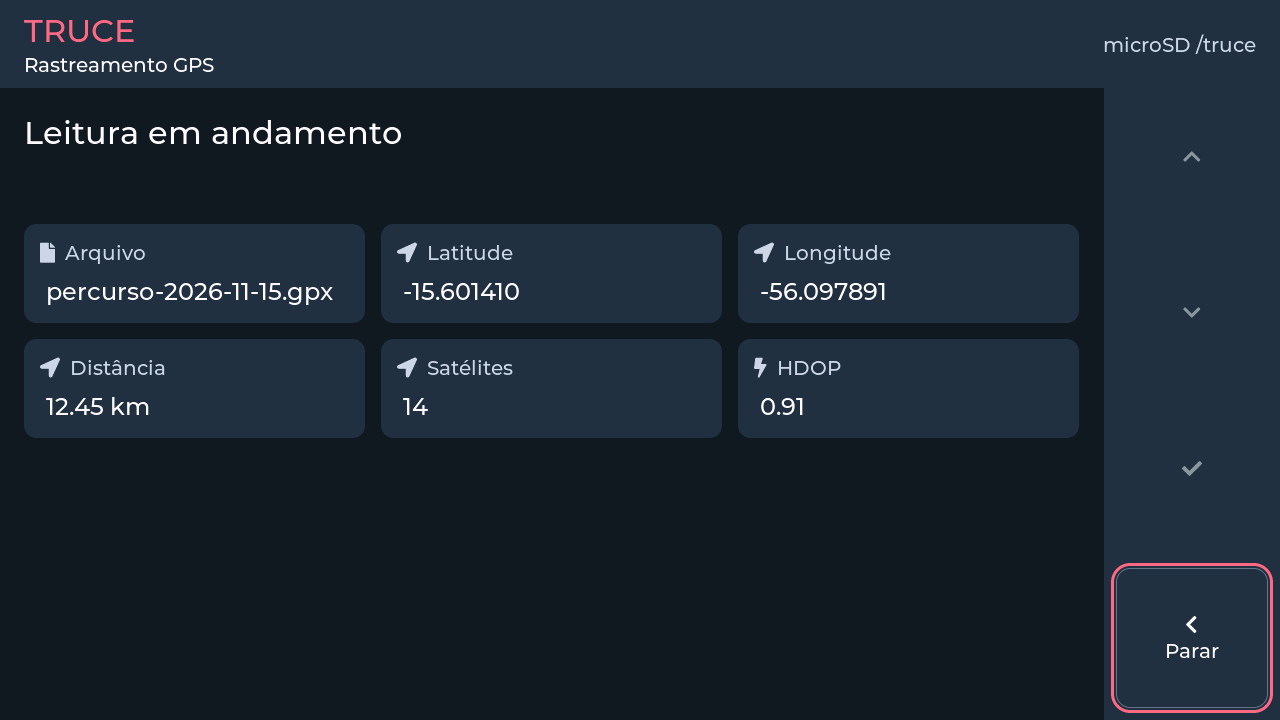 TRUCE
Rastreamento GPS
microSD /truce
Leitura em andamento
Arquivo
percurso-2026-11-15.gpx
Latitude
-15.601410
Longitude
-56.097891
Distância
12.45 km
Satélites
14
HDOP
0.91
Parar